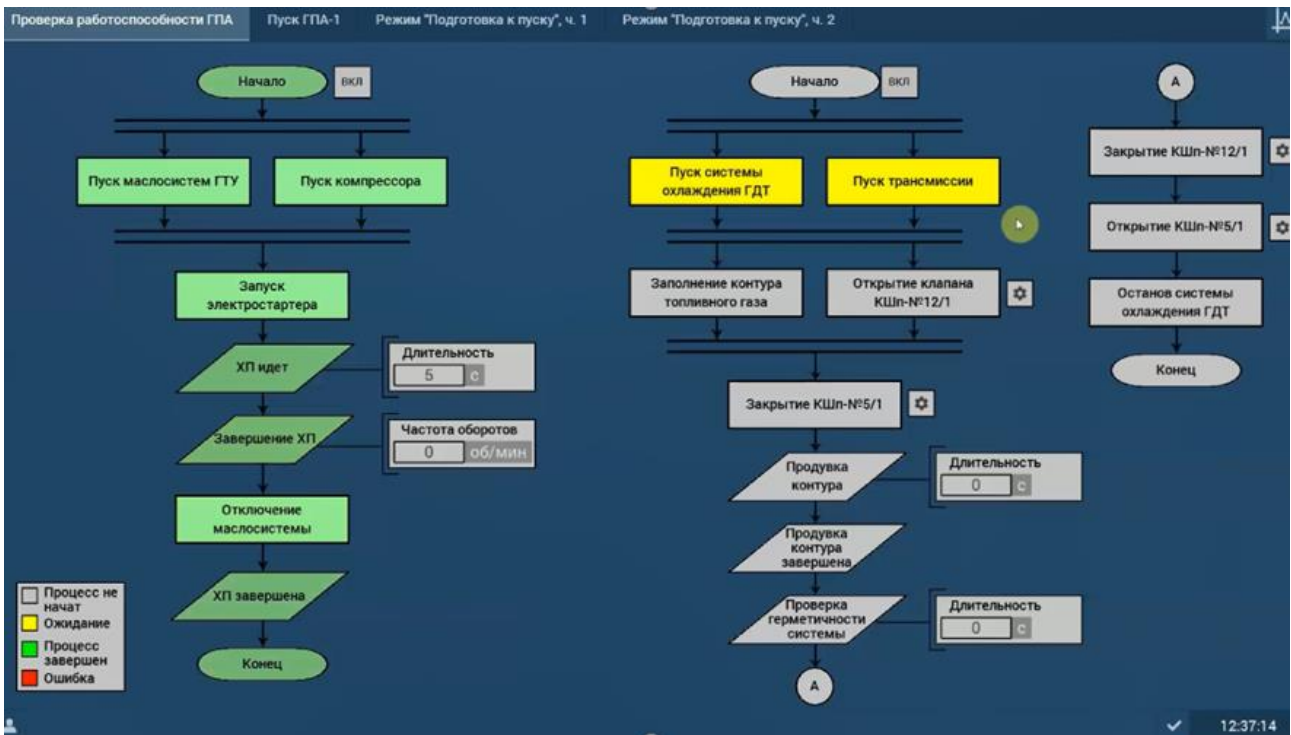 Проверка работоспособности ГПА
Пуск ГПА-1
Режим "Подготовка к пуску", ч. 1
Режим "Подготовка к пуску", ч. 2
Начало
вкл
Пуск маслосистем ГТУ
Пуск компрессора
Запуск
электростартера
ХП идет
Длительность
5 с
Завершение ХП
Частота оборотов
0 об/мин
Отключение
маслосистемы
ХП завершена
Конец
Процесс не
начат
Ожидание
Процесс
завершен
Ошибка
Начало
вкл
Пуск системы
охлаждения ГДТ
Пуск трансмиссии
Заполнение контура
топливного газа
Открытие клапана
КШп-№12/1
Закрытие КШп-№5/1
Продувка
контура
Длительность
0 с
Продувка
контура
завершена
Проверка
герметичности
системы
Длительность
0 с
А
А
Закрытие КШп-№12/1
Открытие КШп-№5/1
Останов системы
охлаждения ГДТ
Конец
12:37:14